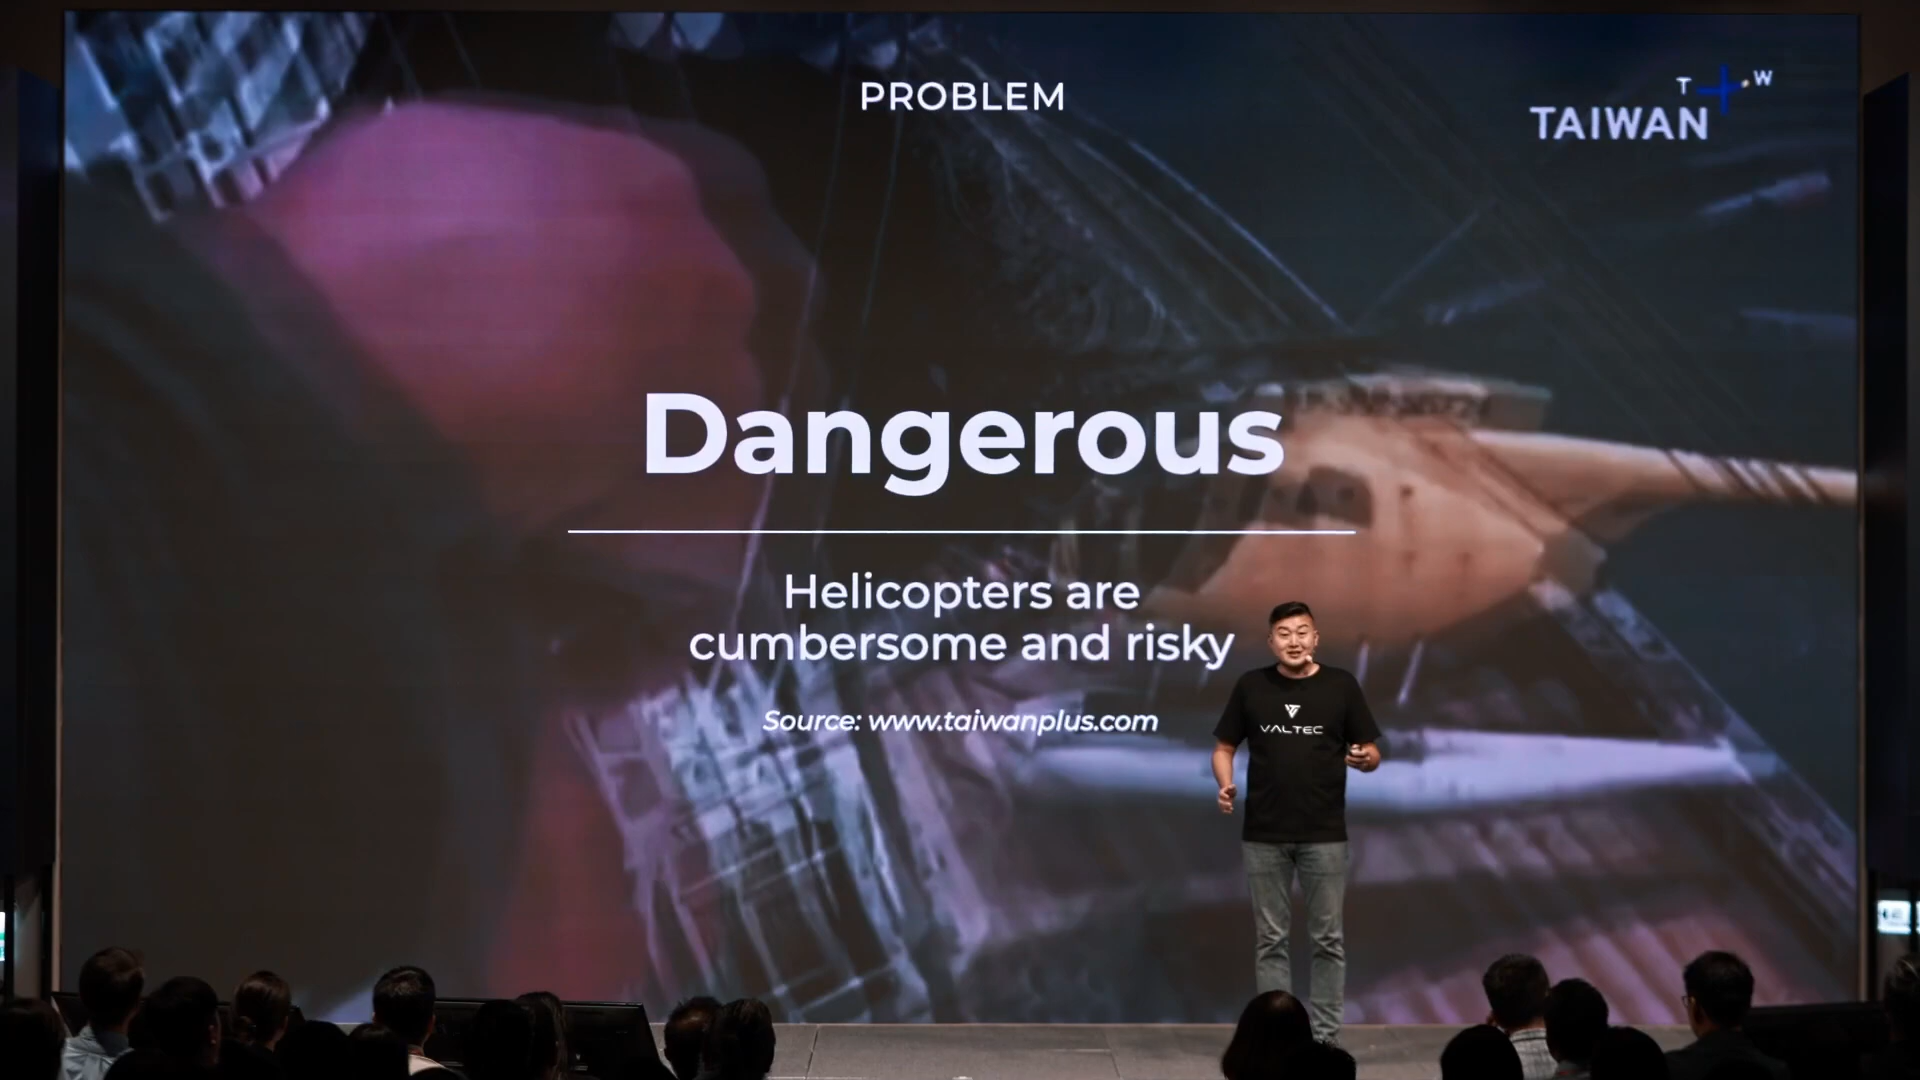 PROBLEM
T W
TAIWAN
Dangerous
Helicopters are
cumbersome and risky
Source: www.taiwanplus.com
VALTEC